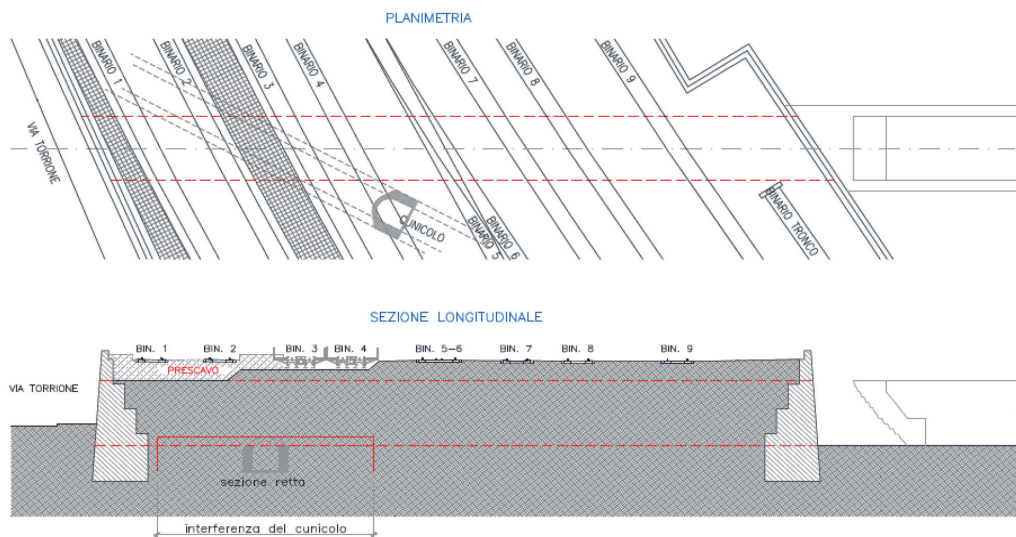 PLANIMETRIA
VIA TORRIONE
BINARIO 1
BINARIO 2
BINARIO 3
BINARIO 4
BINARIO 7
BINARIO 8
BINARIO 9
CUNICOLO
BINARIO 5
BINARIO 6
BINARIO TRONCO
SEZIONE LONGITUDINALE
BIN. 1
BIN. 2
BIN. 3
BIN. 4
BIN. 5-6
BIN. 7
BIN. 8
BIN. 9
PRESCAVO
VIA TORRIONE
sezione retta
interferenza del cunicolo